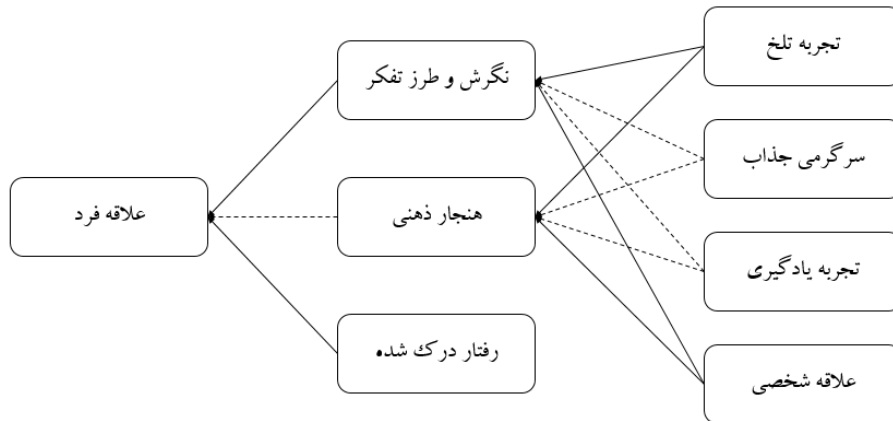 تجربه تلخ
سرگرمی جذاب
تجربه یادگیری
علاقه شخصی
نگرش و طرز تفکر
هنجار ذهنی
رفتار درک شده
علاقه فرد